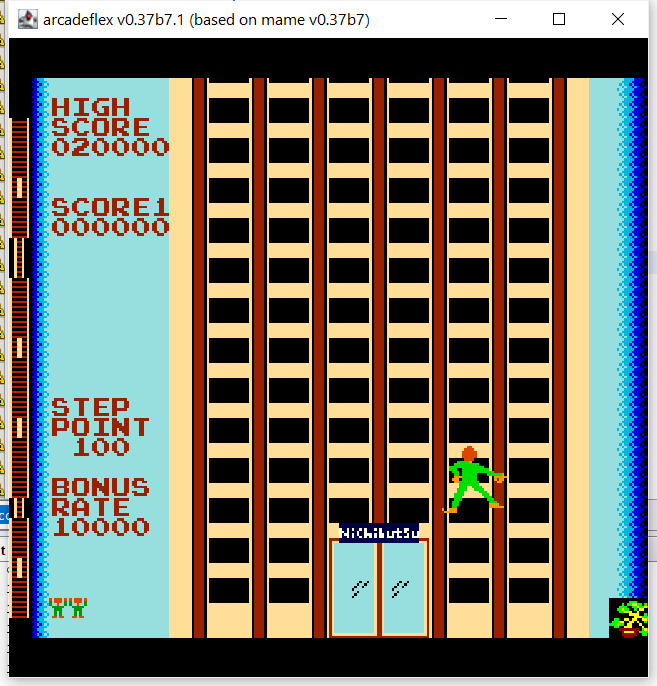 arcadeflex v0.37b7.1 (based on mame v0.37b7)
HIGH
SCORE
020000
SCORE1
000000
STEP
POINT
100
BONUS
RATE
10000
NiChibutSu